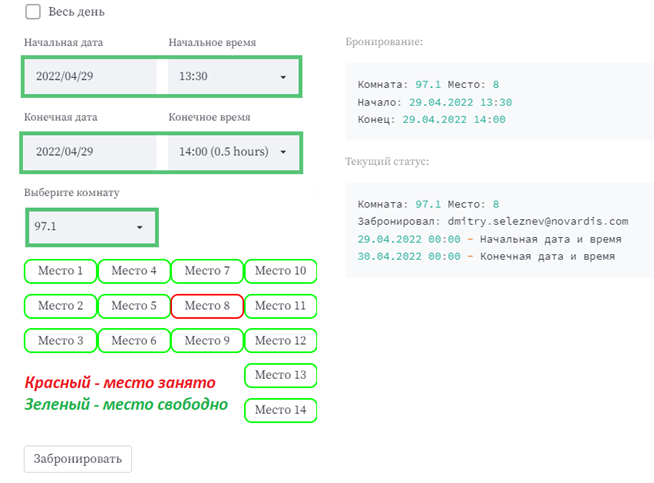 Весь день
Начальная дата Начальное время
2022/04/29 13:30
Конечная дата Конечное время
2022/04/29 14:00 (0.5 hours)
Выберите комнату
97.1
Место 1 Место 4 Место 7 Место 10
Место 2 Место 5 Место 8 Место 11
Место 3 Место 6 Место 9 Место 12
Место 13
Место 14
Красный - место занято
Зеленый - место свободно
Забронировать
Бронирование:
Комната: 97.1 Место: 8
Начало: 29.04.2022 13:30
Конец: 29.04.2022 14:00
Текущий статус:
Комната: 97.1 Место: 8
Забронировал: dmitry.seleznev@novardis.com
29.04.2022 00:00 - Начальная дата и время
30.04.2022 00:00 - Конечная дата и время